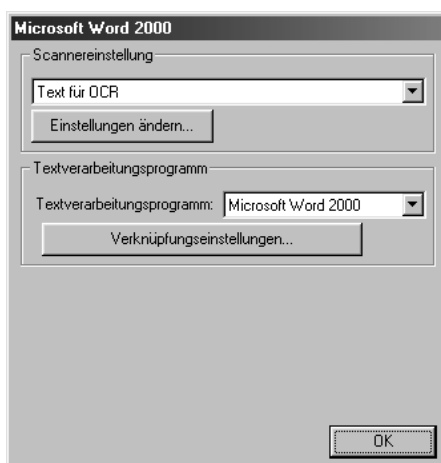 Microsoft Word 2000
Scannereinstellung
Text für OCR
Einstellungen ändern...
Textverarbeitungsprogramm
Textverarbeitungsprogramm: Microsoft Word 2000
Verknüpfungseinstellungen...
OK